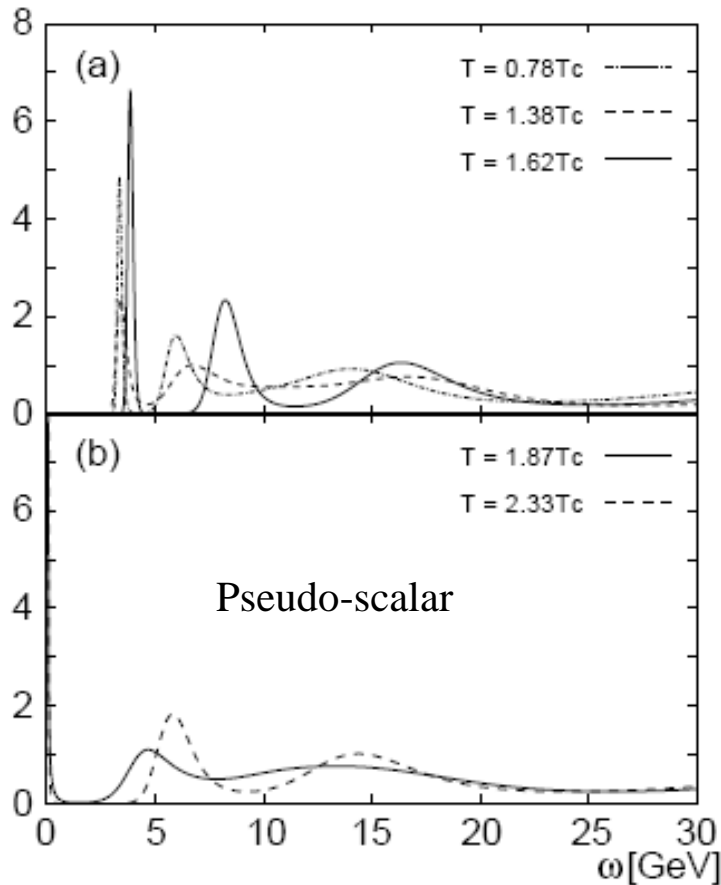 8
(a)
T = 0.78Tc
T = 1.38Tc
T = 1.62Tc
6
4
2
0
(b)
T = 1.87Tc
T = 2.33Tc
6
Pseudo-scalar
4
2
0
0 5 10 15 20 25 30
ω[GeV]